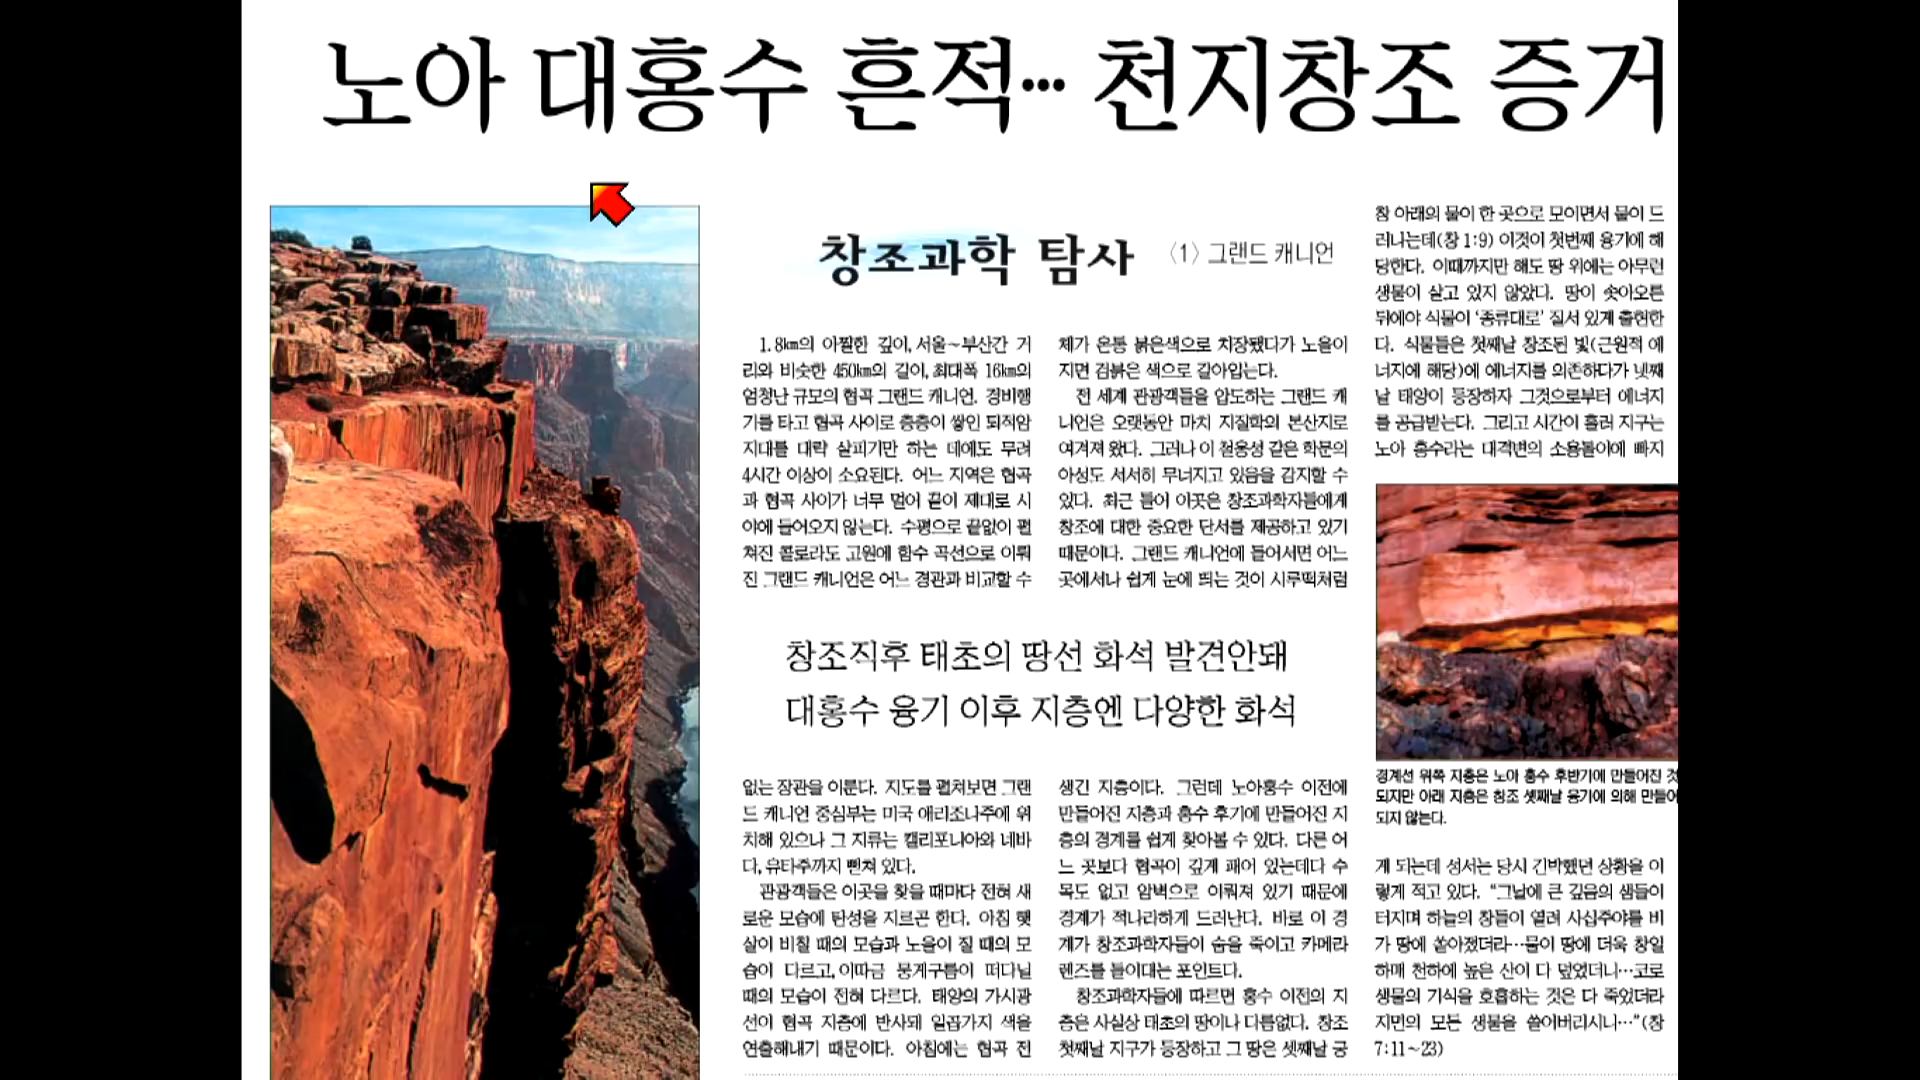 노아 대홍수 흔적… 천지창조 증거
창조과학 탐사 〈1〉 그랜드 캐니언
1.8㎞의 아찔한 깊이, 서울~부산간 거
리와 비슷한 450㎞의 길이, 최대폭 16㎞의
엄청난 규모의 협곡 그랜드 캐니언. 경비행
기를 타고 협곡 사이로 층층이 쌓인 퇴적암
지대를 대략 살피기만 하는 데에도 무려
4시간 이상이 소요된다. 어느 지역은 협곡
과 협곡 사이가 너무 멀어 끝이 제대로 시
야에 들어오지 않는다. 수평으로 끝없이 펼
쳐진 콜로라도 고원에 함수 곡선으로 이뤄
진 그랜드 캐니언은 어느 경관과 비교할 수
체가 온통 붉은색으로 치장됐다가 노을이
지면 검붉은 색으로 갈아입는다.
전 세계 관광객들을 압도하는 그랜드 캐
니언은 오랫동안 마치 지질학의 본산지로
여겨져 왔다. 그러나 이 철옹성 같은 학문의
아성도 서서히 무너지고 있음을 감지할 수
있다. 최근 들어 이곳은 창조과학자들에게
창조에 대한 중요한 단서를 제공하고 있기
때문이다. 그랜드 캐니언에 들어서면 어느
곳에서나 쉽게 눈에 띄는 것이 시루떡처럼
창조직후 태초의 땅선 화석 발견안돼
대홍수 융기 이후 지층엔 다양한 화석
없는 장관을 이룬다. 지도를 펼쳐보면 그랜
드 캐니언 중심부는 미국 애리조나주에 위
치해 있으나 그 지류는 캘리포니아와 네바
다, 유타주까지 뻗쳐 있다.
관광객들은 이곳을 찾을 때마다 전혀 새
로운 모습에 탄성을 지르곤 한다. 아침 햇
살이 비칠 때의 모습과 노을이 질 때의 모
습이 다르고, 이따금 뭉게구름이 떠다닐
때의 모습이 전혀 다르다. 태양의 가시광
선이 협곡 지층에 반사돼 일곱가지 색을
연출해내기 때문이다. 아침에는 협곡 전
생긴 지층이다. 그런데 노아홍수 이전에
만들어진 지층과 홍수 후기에 만들어진 지
층의 경계를 쉽게 찾아볼 수 있다. 다른 어
느 곳보다 협곡이 깊게 패어 있는데다 수
목도 없고 암벽으로 이뤄져 있기 때문에
경계가 적나라하게 드러난다. 바로 이 경
계가 창조과학자들이 숨을 죽이고 카메라
렌즈를 들이대는 포인트다.
창조과학자들에 따르면 홍수 이전의 지
층은 사실상 태초의 땅이나 다름없다. 창조
첫째날 지구가 등장하고 그 땅은 셋째날 궁
창 아래의 물이 한 곳으로 모이면서 뭍이 드
러나는데(창 1:9) 이것이 첫번째 융기에 해
당한다. 이때까지만 해도 땅 위에는 아무런
생물이 살고 있지 않았다. 땅이 솟아오른
뒤에야 식물이 ‘종류대로’ 질서 있게 출현한
다. 식물들은 첫째날 창조된 빛(근원적 에
너지에 해당)에 에너지를 의존하다가 넷째
날 태양이 등장하자 그것으로부터 에너지
를 공급받는다. 그리고 시간이 흘러 지구는
노아 홍수라는 대격변의 소용돌이에 빠지
경계선 위쪽 지층은 노아 홍수 후반기에 만들어진 것
되지만 아래 지층은 창조 셋째날 융기에 의해 만들어
되지 않는다.
게 되는데 성서는 당시 긴박했던 상황을 이
렇게 적고 있다. “그날에 큰 깊음의 샘들이
터지며 하늘의 창들이 열려 사십주야를 비
가 땅에 쏟아졌더라…물이 땅에 더욱 창일
하매 천하에 높은 산이 다 덮였더니…코로
생물의 기식을 호흡하는 것은 다 죽었더라
지면의 모든 생물을 쓸어버리시니…”(창
7:11~23)